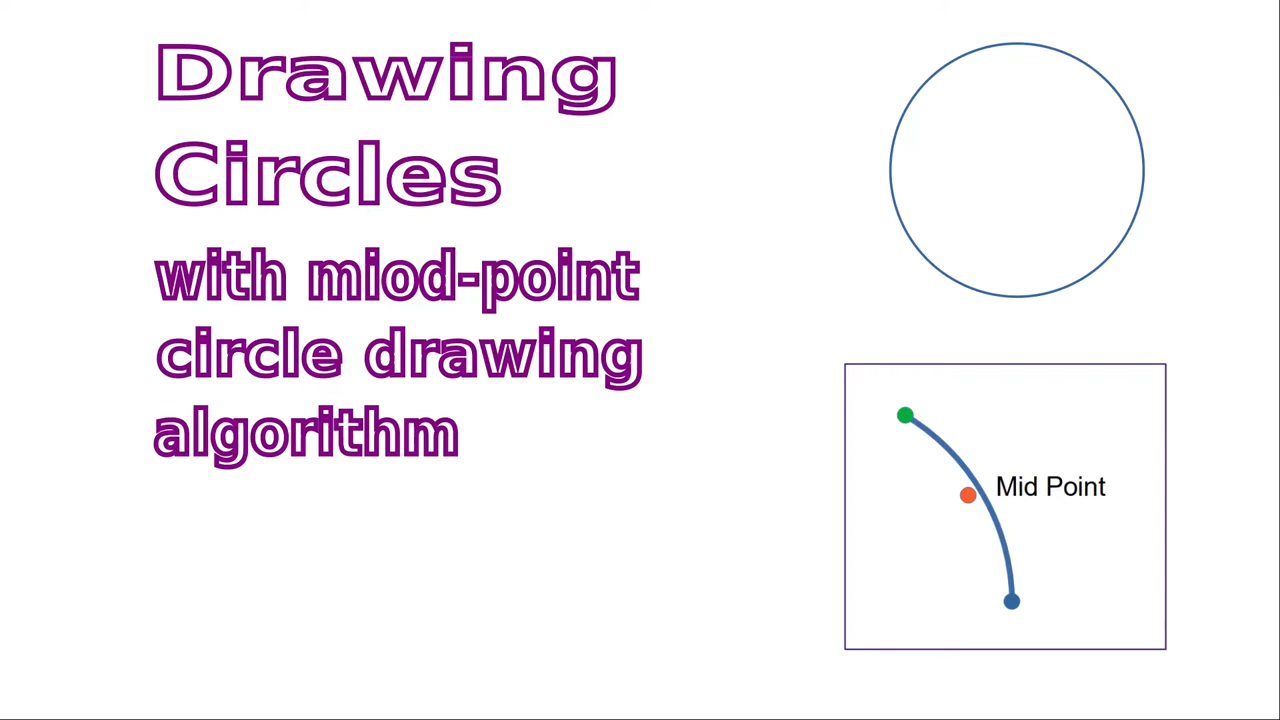 Drawing
Circles
with miod-point
circle drawing
algorithm
Mid Point